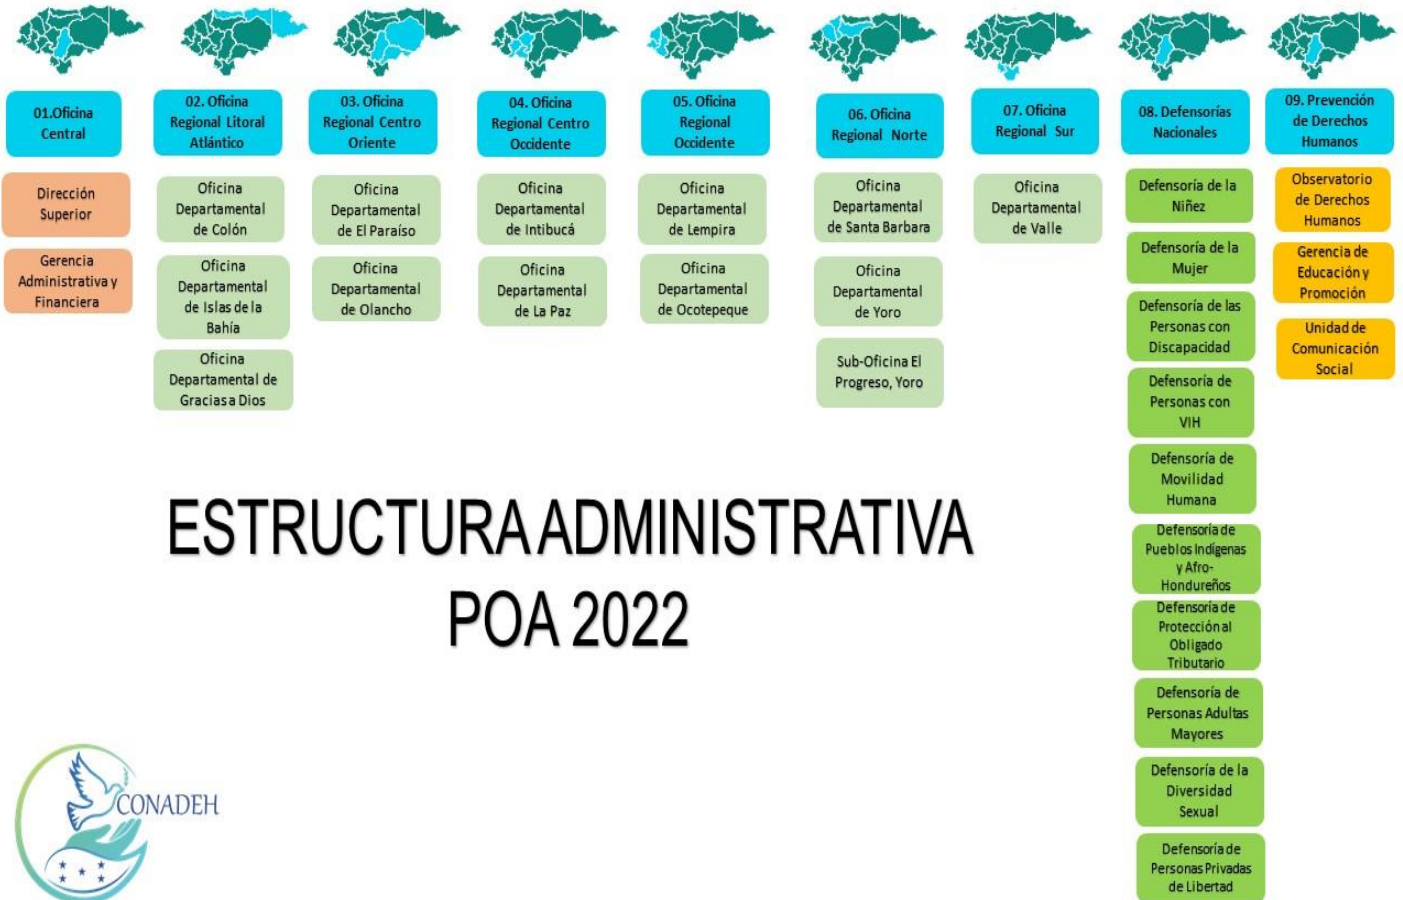 01.Oficina
Central
Dirección
Superior
Gerencia
Administrativa y
Financiera
02. Oficina
Regional Litoral
Atlántico
Oficina
Departamental
de Colón
Oficina
Departamental
de Islas de la
Bahía
Oficina
Departamental de
Gracias a Dios
03. Oficina
Regional Centro
Oriente
Oficina
Departamental
de El Paraíso
Oficina
Departamental
de Olancho
04. Oficina
Regional Centro
Occidente
Oficina
Departamental
de Intibucá
Oficina
Departamental
de La Paz
05. Oficina
Regional
Occidente
Oficina
Departamental
de Lempira
Oficina
Departamental
de Ocotepeque
06. Oficina
Regional Norte
Oficina
Departamental
de Santa Barbara
Oficina
Departamental
de Yoro
Sub-Oficina El
Progreso, Yoro
07. Oficina
Regional Sur
Oficina
Departamental
de Valle
08. Defensorías
Nacionales
Defensoría de la
Niñez
Defensoría de la
Mujer
Defensoría de las
Personas con
Discapacidad
Defensoría de
Personas con
VIH
Defensoría de
Movilidad
Humana
Defensoría de
Pueblos Indígenas
y Afro-
Hondureños
Defensoría de
Protección al
Obligado
Tributario
Defensoría de
Personas Adultas
Mayores
Defensoría de la
Diversidad
Sexual
Defensoría de
Personas Privadas
de Libertad
09. Prevención
de Derechos
Humanos
Observatorio
de Derechos
Humanos
Gerencia de
Educación y
Promoción
Unidad de
Comunicación
Social
ESTRUCTURA ADMINISTRATIVA
POA 2022
CONADEH